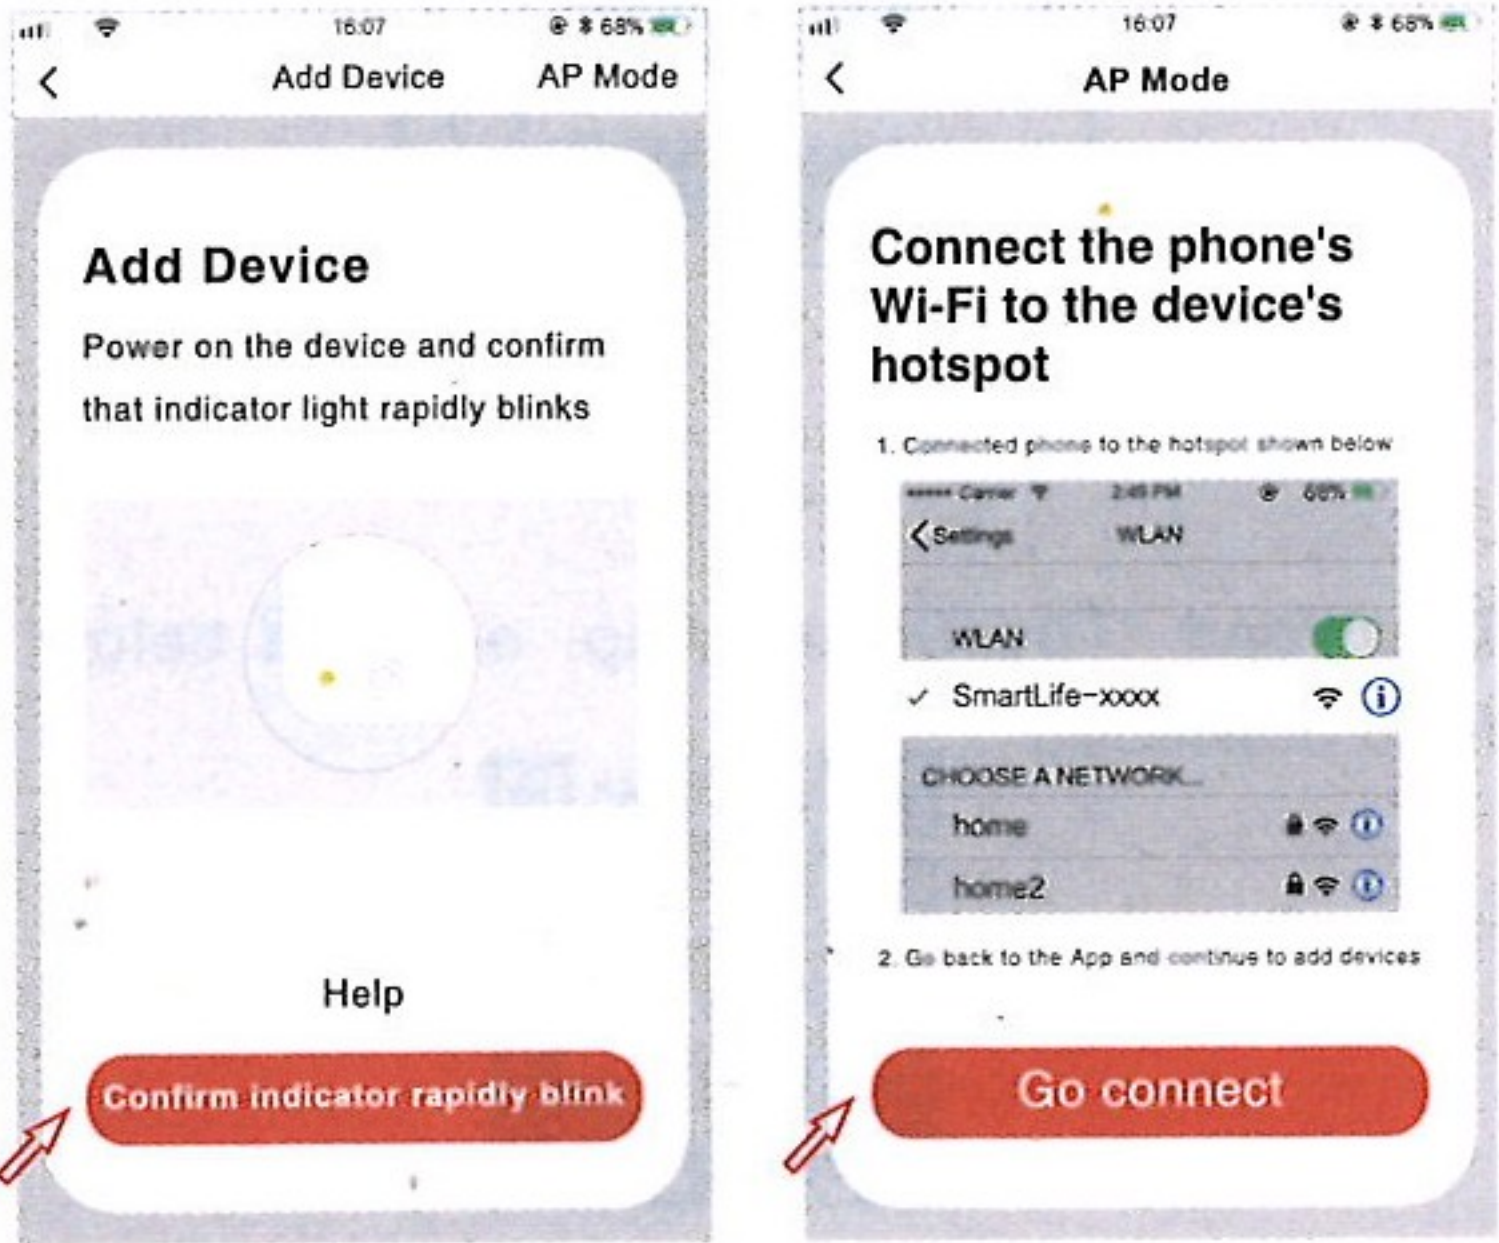 16:07
68%
Add Device
AP Mode
Add Device
Power on the device and confirm
that indicator light rapidly blinks
Help
Confirm indicator rapidly blink
16:07
68%
AP Mode
Connect the phone's
Wi-Fi to the device's
hotspot
1. Connected phone to the hotspot shown below
Carrier
2:45 PM
68%
Settings
WLAN
WLAN
SmartLife-xxxx
CHOOSE A NETWORK...
home
home2
2. Go back to the App and continue to add devices
Go connect